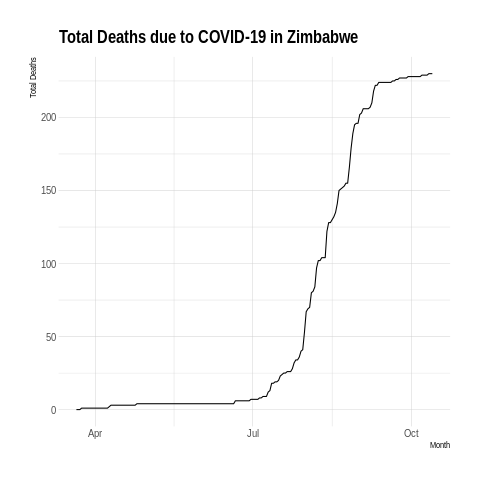 Total Deaths due to COVID-19 in Zimbabwe
Total Deaths
200
150
100
50
0
Apr
Jul
Oct
Month